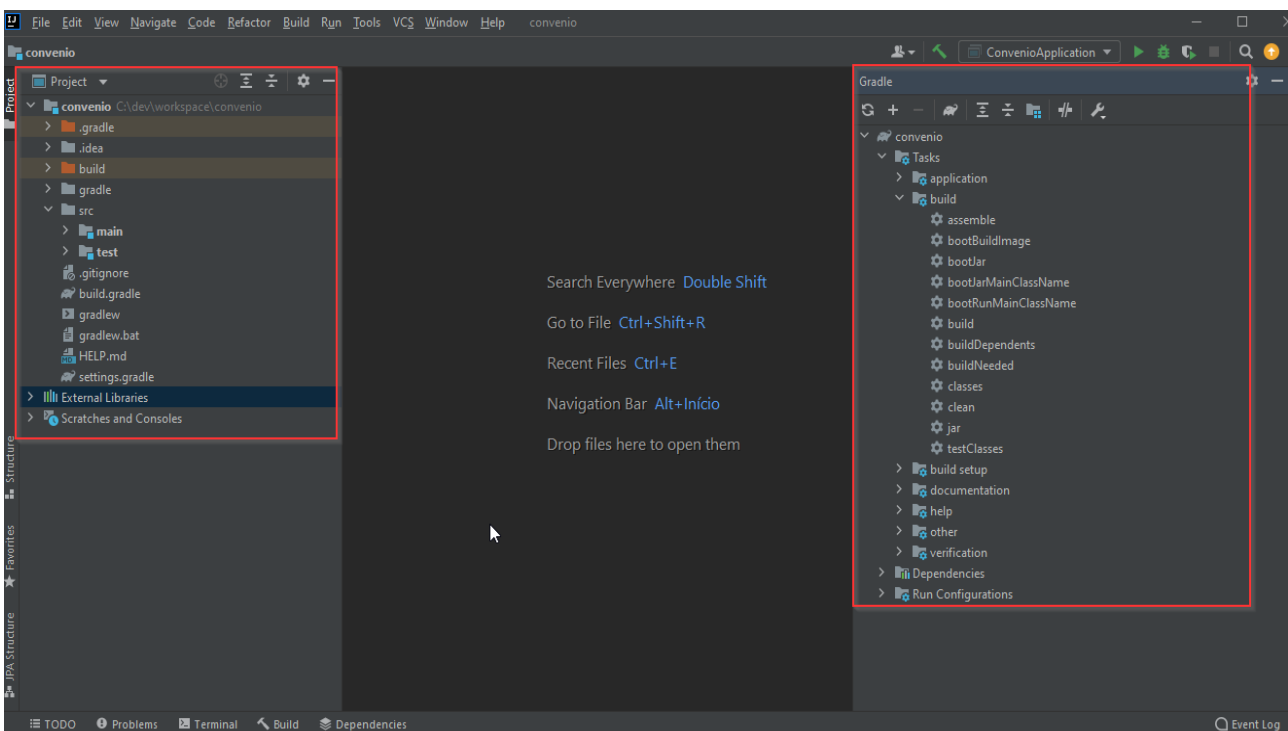 File Edit View Navigate Code Refactor Build Run Tools VCS Window Help convenio
convenio
ConvenioApplication
Project
Project
convenio C:\dev\workspace\convenio
.gradle
.idea
build
gradle
src
main
test
.gitignore
build.gradle
gradlew
gradlew.bat
HELP.md
settings.gradle
External Libraries
Scratches and Consoles
Structure
Favorites
JPA Structure
Search Everywhere Double Shift
Go to File Ctrl+Shift+R
Recent Files Ctrl+E
Navigation Bar Alt+Início
Drop files here to open them
Gradle
convenio
Tasks
application
build
assemble
bootBuildImage
bootJar
bootJarMainClassName
bootRunMainClassName
build
buildDependents
buildNeeded
classes
clean
jar
testClasses
build setup
documentation
help
other
verification
Dependencies
Run Configurations
TODO Problems Terminal Build Dependencies Event Log